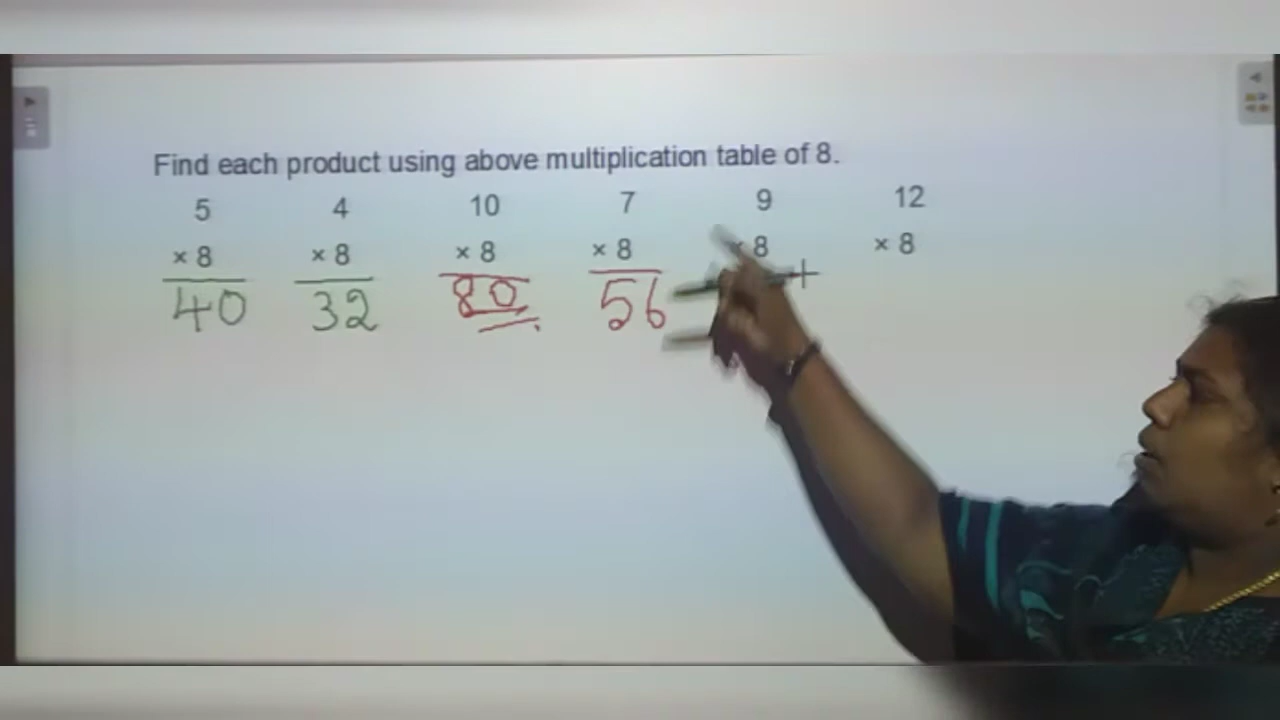 Find each product using above multiplication table of 8.
5 4 10 7 9 12
× 8 × 8 × 8 × 8 × 8 × 8
40 32 80 56